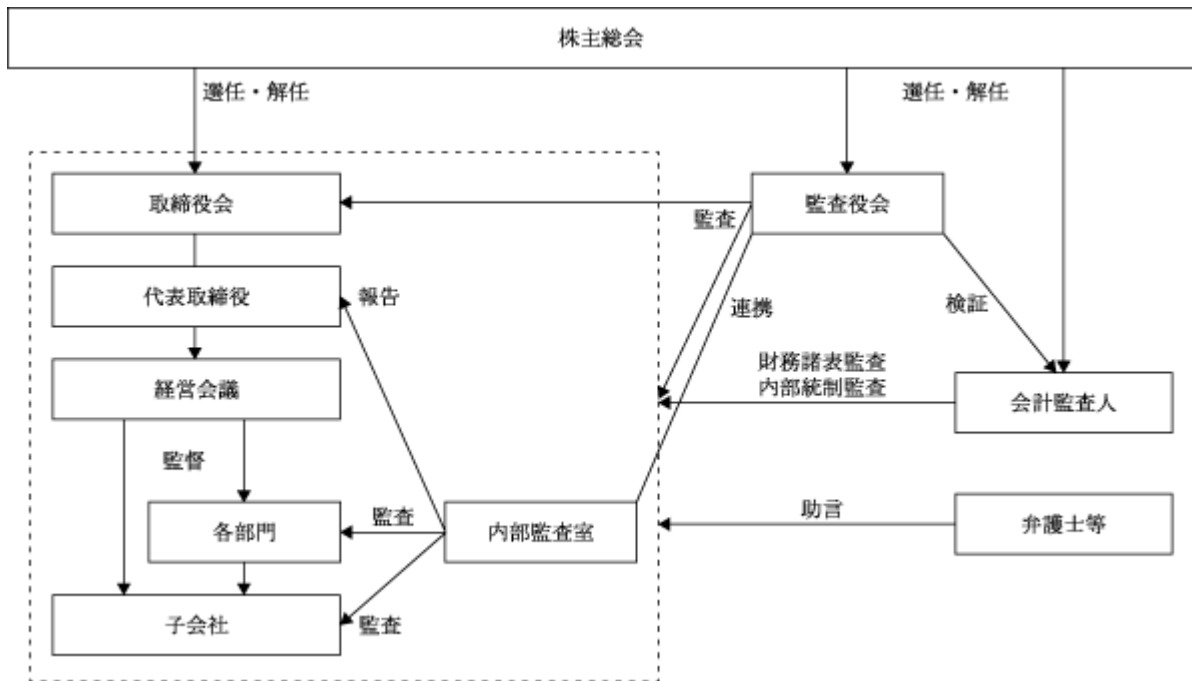 株主総会
選任・解任
選任・解任
取締役会
監査役会
監査
代表取締役
報告
連携
検証
財務諸表監査
内部統制監査
経営会議
会計監査人
監督
各部門
監査
内部監査室
助言
弁護士等
子会社
監査